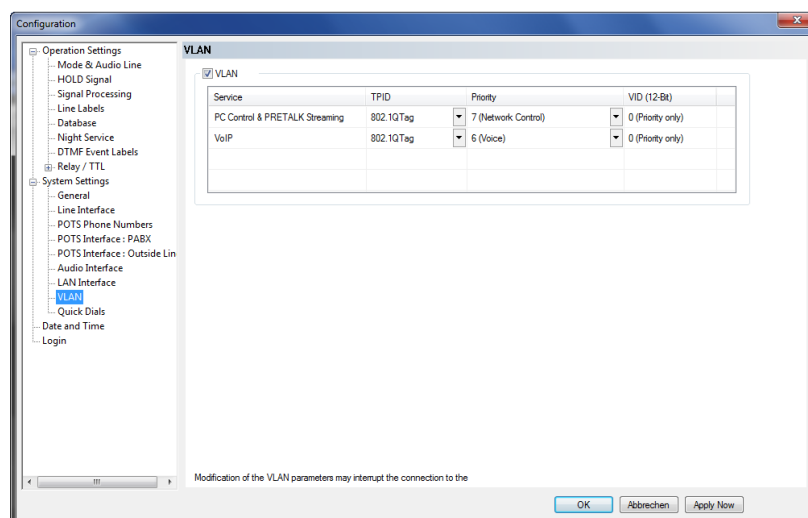 Configuration
Operation Settings
Mode & Audio Line
HOLD Signal
Signal Processing
Line Labels
Database
Night Service
DTMF Event Labels
Relay / TTL
System Settings
General
Line Interface
POTS Phone Numbers
POTS Interface : PABX
POTS Interface : Outside Lin
Audio Interface
LAN Interface
VLAN
Quick Dials
Date and Time
Login
VLAN
VLAN
Service TPID Priority VID (12-Bit)
PC Control & PRETALK Streaming 802.1QTag 7 (Network Control) 0 (Priority only)
VoIP 802.1QTag 6 (Voice) 0 (Priority only)
Modification of the VLAN parameters may interrupt the connection to the
OK Abbrechen Apply Now